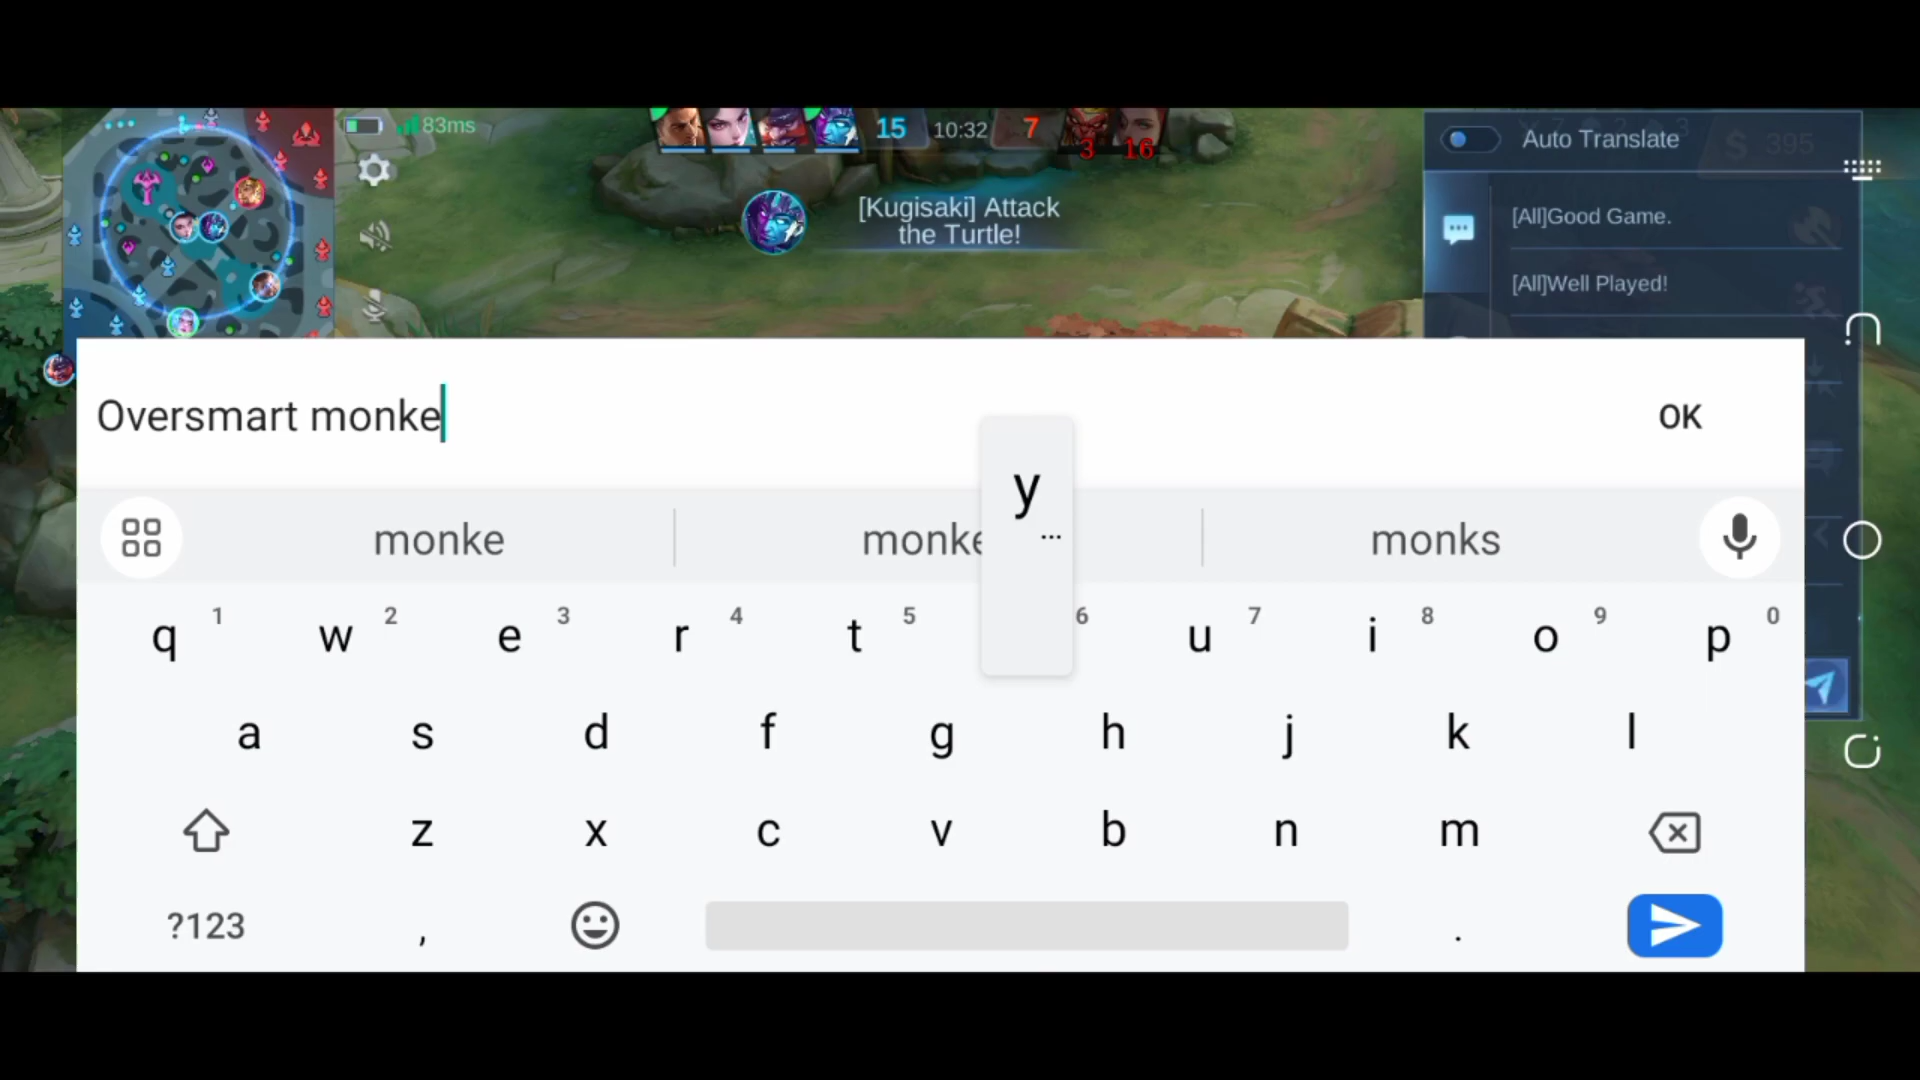 83ms
15
10:32
7
3
16
[Kugisaki] Attack
the Turtle!
Auto Translate
395
[All]Good Game.
[All]Well Played!
Oversmart monke
OK
y
...
monke
monke
monks
q 1 w 2 e 3 r 4 t 5 6 u 7 i 8 o 9 p 0
a s d f g h j k l
z x c v b n m
?123 , .